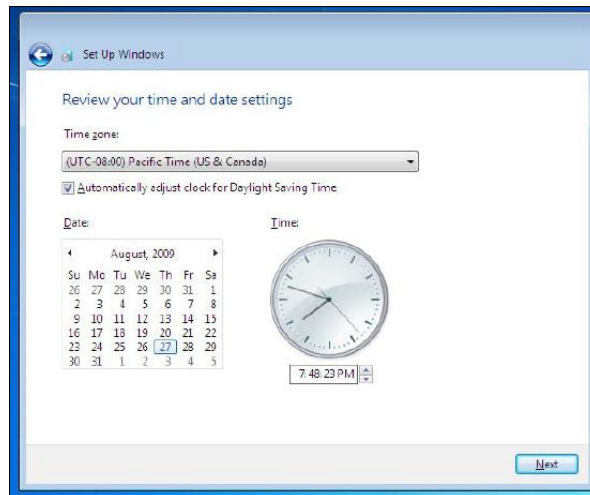 Set Up Windows
Review your time and date settings
Time zone:
(UTC-08:00) Pacific Time (US & Canada)
Automatically adjust clock for Daylight Saving Time
Date: Time:
August, 2009
Su Mo Tu We Th Fr Sa
26 27 28 29 30 31 1
2 3 4 5 6 7 8
9 10 11 12 13 14 15
16 17 18 19 20 21 22
23 24 25 26 27 28 29
30 31 1 2 3 4 5
7:48:23 PM
Next